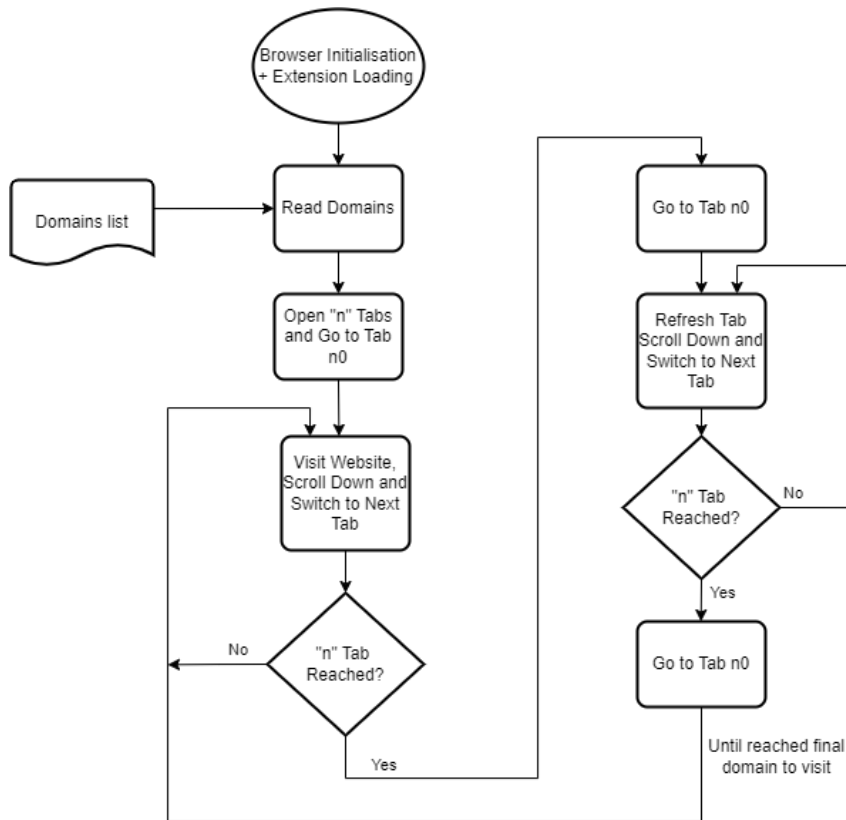 Browser Initialisation
+ Extension Loading
Domains list
Read Domains
Open "n" Tabs
and Go to Tab
n0
Visit Website,
Scroll Down and
Switch to Next
Tab
"n" Tab
Reached?
No
Yes
Go to Tab n0
Refresh Tab
Scroll Down and
Switch to Next
Tab
"n" Tab
Reached?
No
Yes
Go to Tab n0
Until reached final
domain to visit